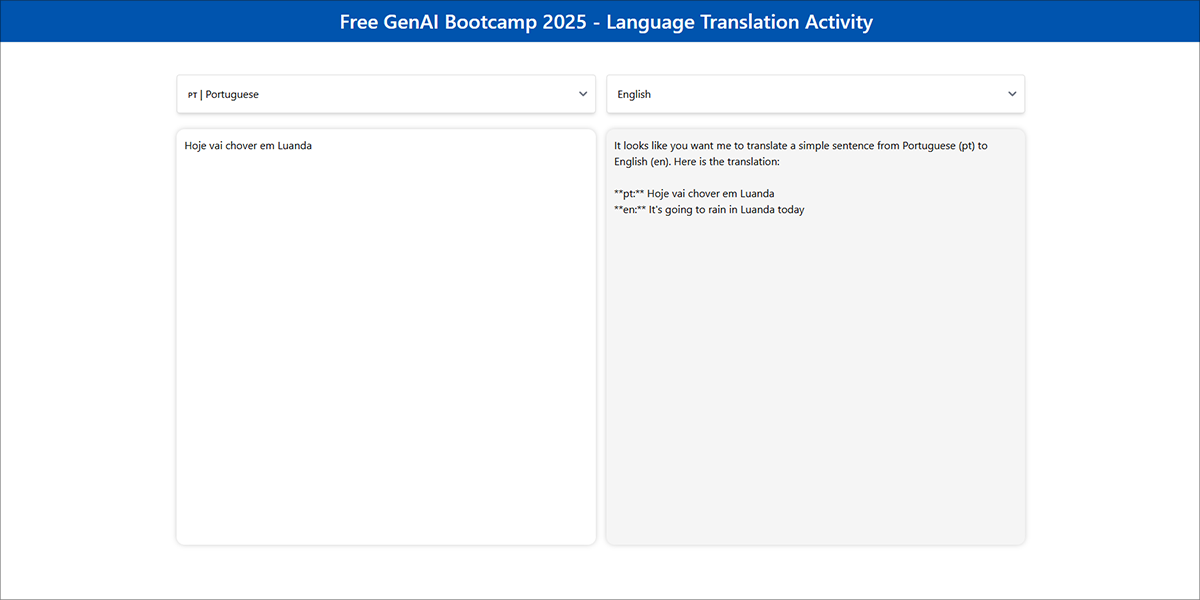 Free GenAI Bootcamp 2025 - Language Translation Activity
PT | Portuguese
English
Hoje vai chover em Luanda
It looks like you want me to translate a simple sentence from Portuguese (pt) to
English (en). Here is the translation:
**pt:** Hoje vai chover em Luanda
**en:** It's going to rain in Luanda today